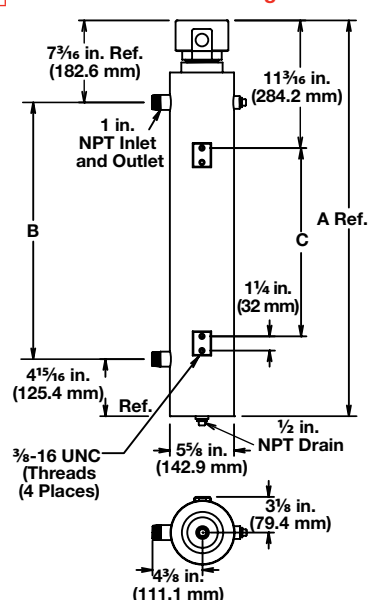 7³⁄₁₆ in. Ref.
(182.6 mm)
11³⁄₁₆ in.
(284.2 mm)
1 in.
NPT Inlet
and Outlet
A Ref.
B
C
1¼ in.
(32 mm)
4¹⁵⁄₁₆ in.
(125.4 mm)
Ref.
½ in.
NPT Drain
⅜-16 UNC
(Threads
(4 Places)
5⅝ in.
(142.9 mm)
3⅛ in.
(79.4 mm)
4⅜ in.
(111.1 mm)